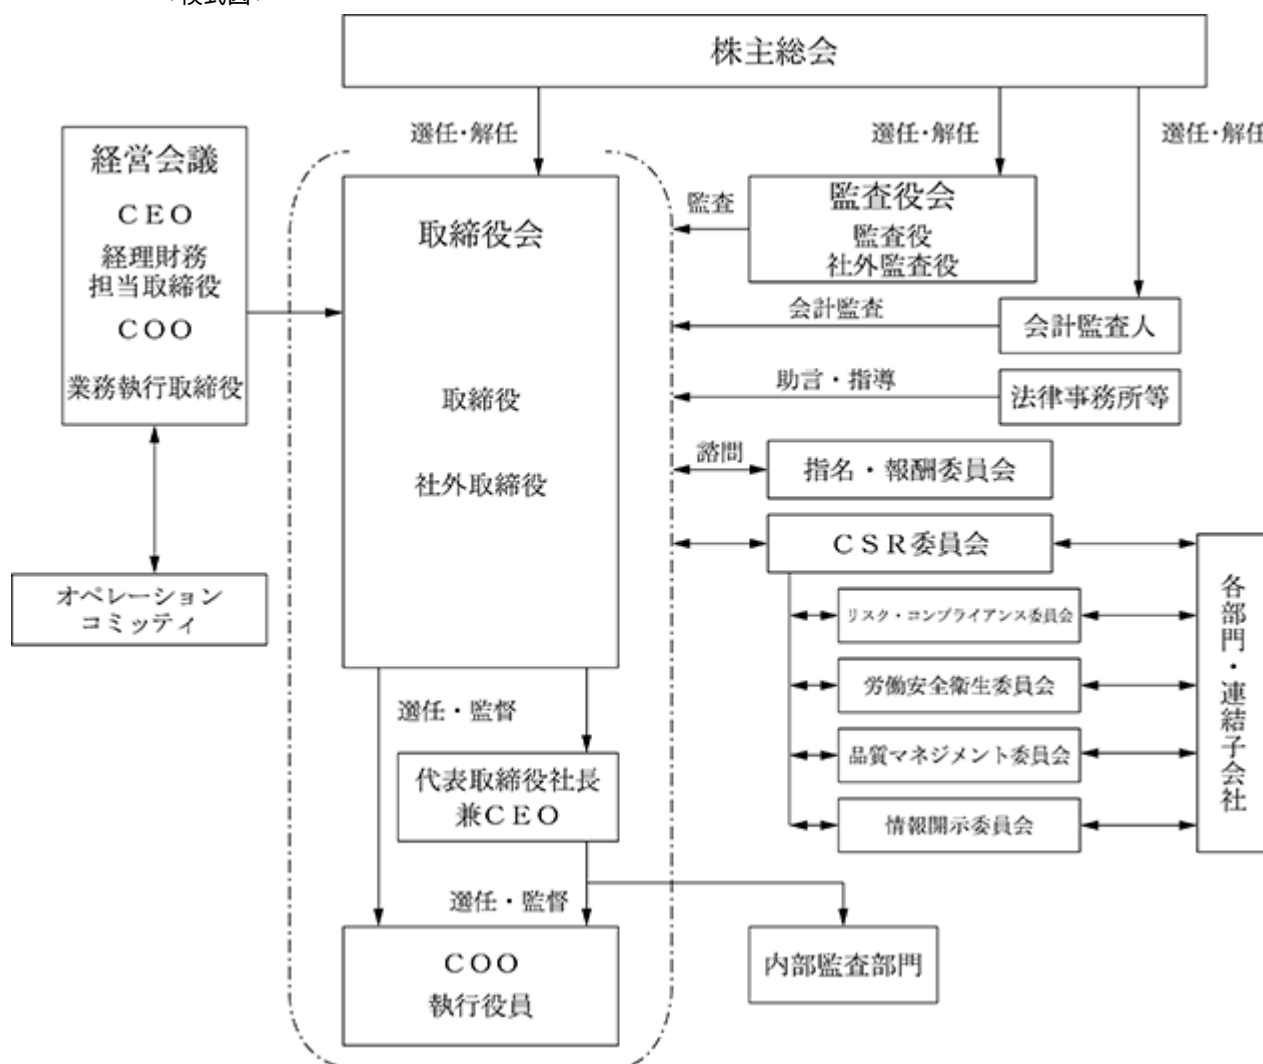 株主総会
選任・解任
選任・解任
選任・解任
経営会議
CEO
経理財務
担当取締役
COO
業務執行取締役
取締役会
取締役
社外取締役
監査
監査役会
監査役
社外監査役
会計監査
会計監査人
助言・指導
法律事務所等
諮問
指名・報酬委員会
CSR委員会
オペレーション
コミッティ
リスク・コンプライアンス委員会
労働安全衛生委員会
品質マネジメント委員会
情報開示委員会
各部門・連結子会社
選任・監督
代表取締役社長
兼CEO
選任・監督
COO
執行役員
内部監査部門